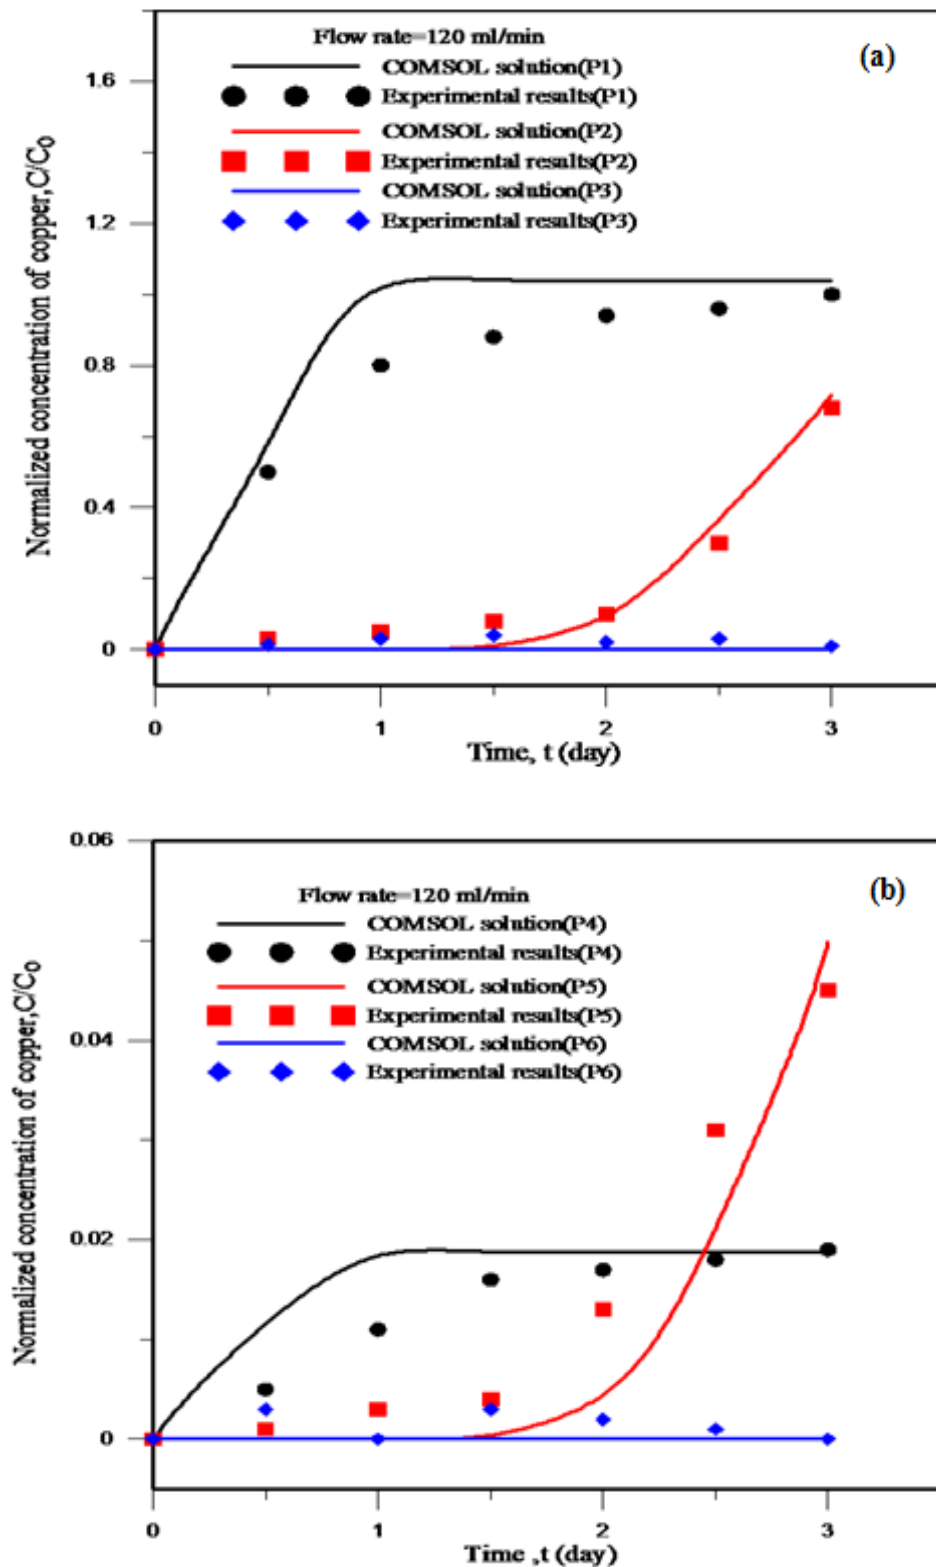 Flow rate=120 ml/min
(a)
COMSOL solution(P1)
Experimental results(P1)
COMSOL solution(P2)
Experimental results(P2)
COMSOL solution(P3)
Experimental results(P3)
Normalized concentration of copper,C/C₀
1.6
1.2
0.8
0.4
0
0 1 2 3
Time, t (day)
0.06
(b)
Flow rate=120 ml/min
COMSOL solution(P4)
Experimental results(P4)
COMSOL solution(P5)
Experimental results(P5)
COMSOL solution(P6)
Experimental results(P6)
Normalized concentration of copper,C/C₀
0.04
0.02
0
0 1 2 3
Time ,t (day)